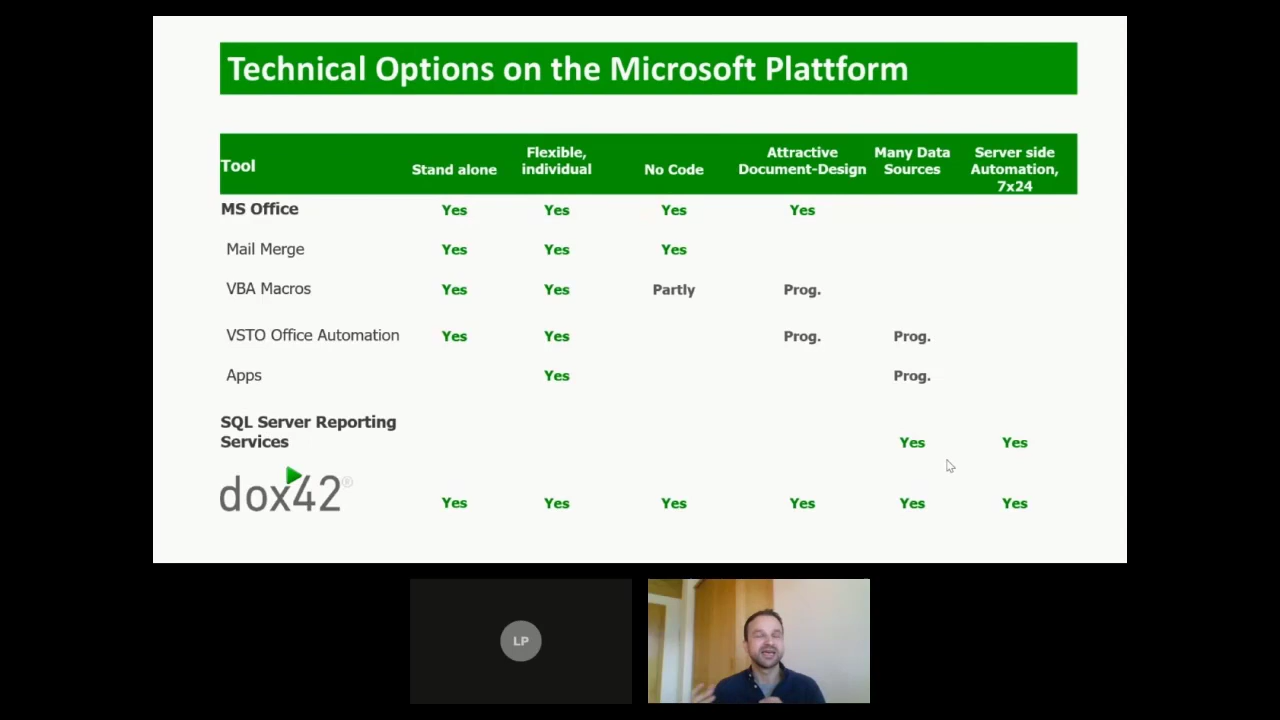 Technical Options on the Microsoft Plattform
Tool Stand alone Flexible, individual No Code Attractive Document-Design Many Data Sources Server side Automation, 7x24
MS Office Yes Yes Yes Yes
Mail Merge Yes Yes Yes
VBA Macros Yes Yes Partly Prog.
VSTO Office Automation Yes Yes Prog. Prog.
Apps Yes Prog.
SQL Server Reporting
Services Yes Yes
dox42® Yes Yes Yes Yes Yes Yes
LP